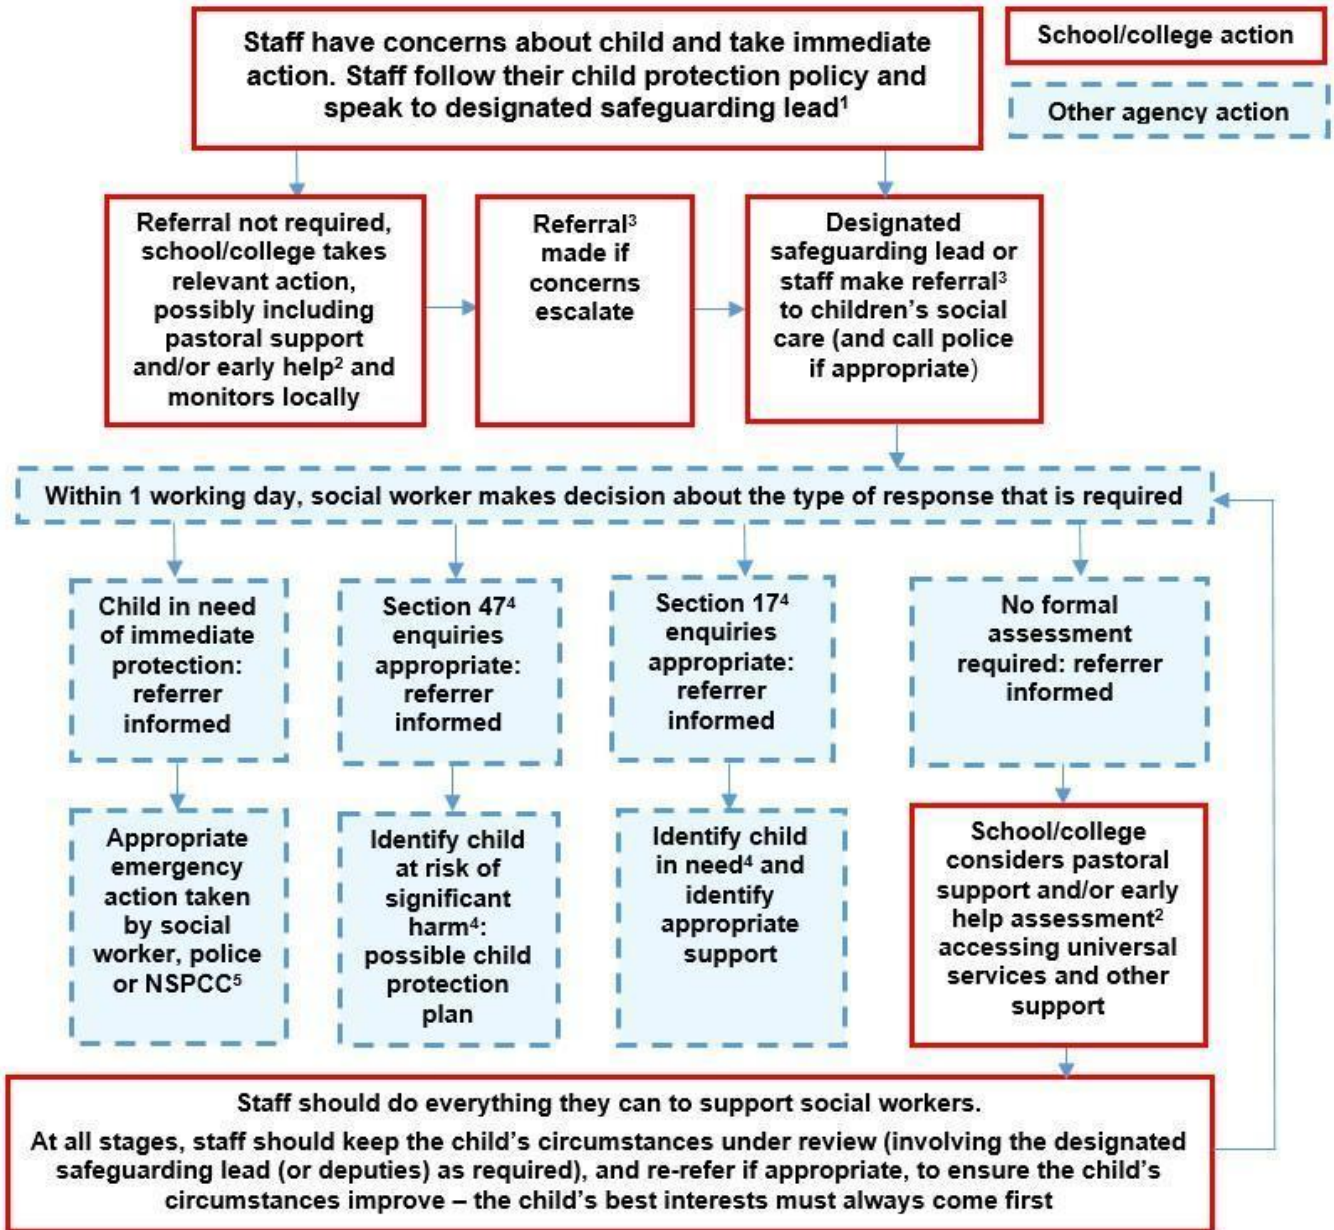 Staff have concerns about child and take immediate
action. Staff follow their child protection policy and
speak to designated safeguarding lead¹
School/college action
Other agency action
Referral not required,
school/college takes
relevant action,
possibly including
pastoral support
and/or early help² and
monitors locally
Referral³
made if
concerns
escalate
Designated
safeguarding lead or
staff make referral³
to children’s social
care (and call police
if appropriate)
Within 1 working day, social worker makes decision about the type of response that is required
Child in need
of immediate
protection:
referrer
informed
Section 47⁴
enquiries
appropriate:
referrer
informed
Section 17⁴
enquiries
appropriate:
referrer
informed
No formal
assessment
required: referrer
informed
Appropriate
emergency
action taken
by social
worker, police
or NSPCC⁵
Identify child
at risk of
significant
harm⁴:
possible child
protection
plan
Identify child
in need⁴ and
identify
appropriate
support
School/college
considers pastoral
support and/or early
help assessment²
accessing universal
services and other
support
Staff should do everything they can to support social workers.
At all stages, staff should keep the child’s circumstances under review (involving the designated
safeguarding lead (or deputies) as required), and re-refer if appropriate, to ensure the child’s
circumstances improve – the child’s best interests must always come first